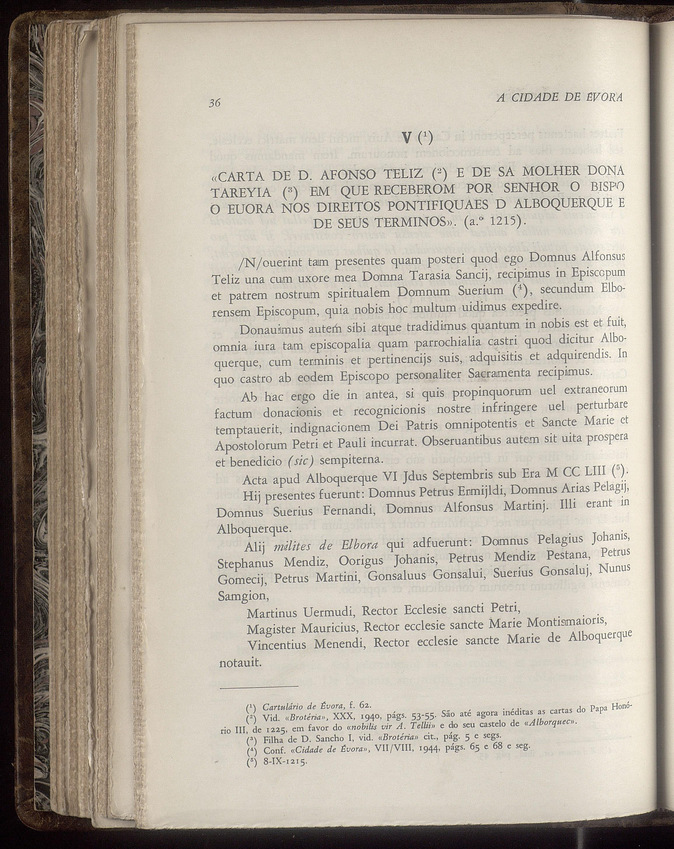 36 A CIDADE DE ÉVORA
V (¹)
«CARTA DE D. AFONSO TELIZ (²) E DE SA MOLHER DONA
TAREYIA (³) EM QUE RECEBEROM POR SENHOR O BISPO
O EUORA NOS DIREITOS PONTIFIQUAES D ALBOQUERQUE E
DE SEUS TERMINOS». (a.º 1215).
/N/ouerint tam presentes quam posteri quod ego Domnus Alfonsus
Teliz una cum uxore mea Domna Tarasia Sancij, recipimus in Episcopum
et patrem nostrum spiritualem Domnum Suerium (⁴), secundum Elbo-
rensem Episcopum, quia nobis hoc multum uidimus expedire.
Donauimus autem sibi atque tradidimus quantum in nobis est et fuit,
omnia iura tam episcopalia quam parrochialia castri quod dicitur Albo-
querque, cum terminis et pertinencijs suis, adquisitis et adquirendis. In
quo castro ab eodem Episcopo personaliter Sacramenta recipimus.
Ab hac ergo die in antea, si quis propinquorum uel extraneorum
factum donacionis et recognicionis nostre infringere uel perturbare
temptauerit, indignacionem Dei Patris omnipotentis et Sancte Marie et
Apostolorum Petri et Pauli incurrat. Obseruantibus autem sit uita prospera
et benedicio (sic) sempiterna.
Acta apud Alboquerque VI Jdus Septembris sub Era M CC LIII (⁵).
Hij presentes fuerunt: Domnus Petrus Ermijldi, Domnus Arias Pelagij,
Domnus Suerius Fernandi, Domnus Alfonsus Martinj. Illi erant in
Alboquerque.
Alij milites de Elbora qui adfuerunt: Domnus Pelagius Johanis,
Stephanus Mendiz, Oorigus Johanis, Petrus Mendiz Pestana, Petrus
Gomecij, Petrus Martini, Gonsaluus Gonsalui, Suerius Gonsaluj, Nunus
Samgion,
Martinus Uermudi, Rector Ecclesie sancti Petri,
Magister Mauricius, Rector ecclesie sancte Marie Montismaioris,
Vincentius Menendi, Rector ecclesie sancte Marie de Alboquerque
notauit.
(¹) Cartulário de Évora, f. 62.
(²) Vid. «Brotéria», XXX, 1940, págs. 53-55. São até agora inéditas as cartas do Papa Honó-
rio III, de 1225, em favor do «nobilis vir A. Tellii» e do seu castelo de «Alborquec».
(³) Filha de D. Sancho I, vid. «Brotéria» cit., pág. 5 e segs.
(⁴) Conf. «Cidade de Évora», VII/VIII, 1944, págs. 65 e 68 e seg.
(⁵) 8-IX-1215.